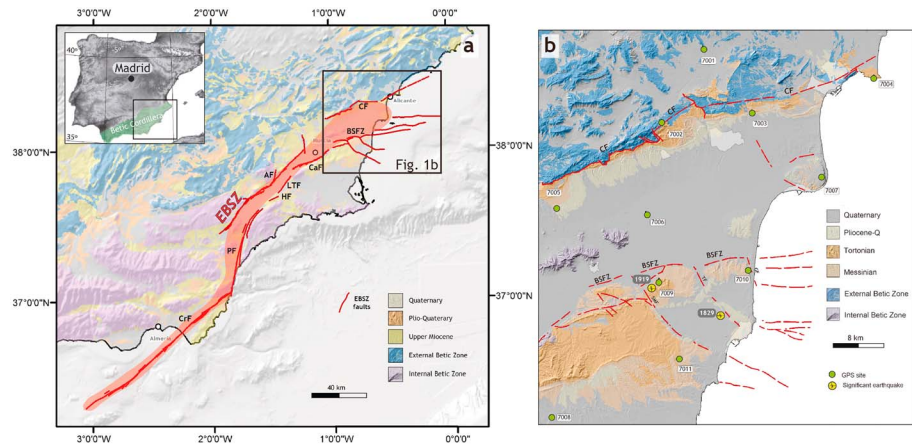 3°0'0"W
2°0'0"W
1°0'0"W
0°0'0"
a
40°
Madrid
35°
Betic Cordillera
38°0'0"N
37°0'0"N
Alicante
CF
BSFZ
Fig. 1b
CaF
AF
LTF
HF
EBSZ
PF
CrF
Almería
EBSZ
faults
Quaternary
Plio-Quaternary
Upper Miocene
External Betic Zone
Internal Betic Zone
40 km
3°0'0"W
2°0'0"W
1°0'0"W
0°0'0"
b
7001
7004
CF
7002
7003
CF
7005
7007
7006
BSFZ
BSFZ
BSFZ
7010
1919
7009
1829
7011
7008
38°0'0"N
37°0'0"N
Quaternary
Pliocene-Q
Tortonian
Messinian
External Betic Zone
Internal Betic Zone
8 km
GPS site
Significant earthquake